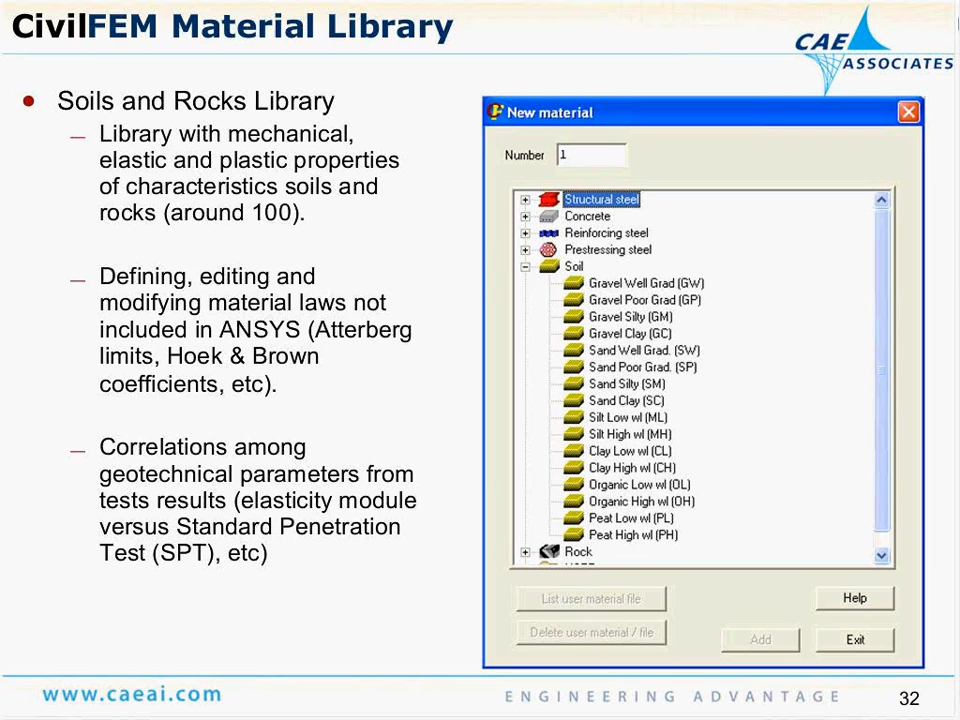 CivilFEM Material Library
CAE
ASSOCIATES
Soils and Rocks Library
Library with mechanical,
elastic and plastic properties
of characteristics soils and
rocks (around 100).
Defining, editing and
modifying material laws not
included in ANSYS (Atterberg
limits, Hoek & Brown
coefficients, etc).
Correlations among
geotechnical parameters from
tests results (elasticity module
versus Standard Penetration
Test (SPT), etc)
New material
Number 1
Structural steel
Concrete
Reinforcing steel
Prestressing steel
Soil
Gravel Well Grad (GW)
Gravel Poor Grad (GP)
Gravel Silty (GM)
Gravel Clay (GC)
Sand Well Grad. (SW)
Sand Poor Grad. (SP)
Sand Silty (SM)
Sand Clay (SC)
Silt Low wl (ML)
Silt High wl (MH)
Clay Low wl (CL)
Clay High wl (CH)
Organic Low wl (OL)
Organic High wl (OH)
Peat Low wl (PL)
Peat High wl (PH)
Rock
List user material file
Help
Delete user material / file
Add
Exit
www.caeai.com
ENGINEERING ADVANTAGE
32